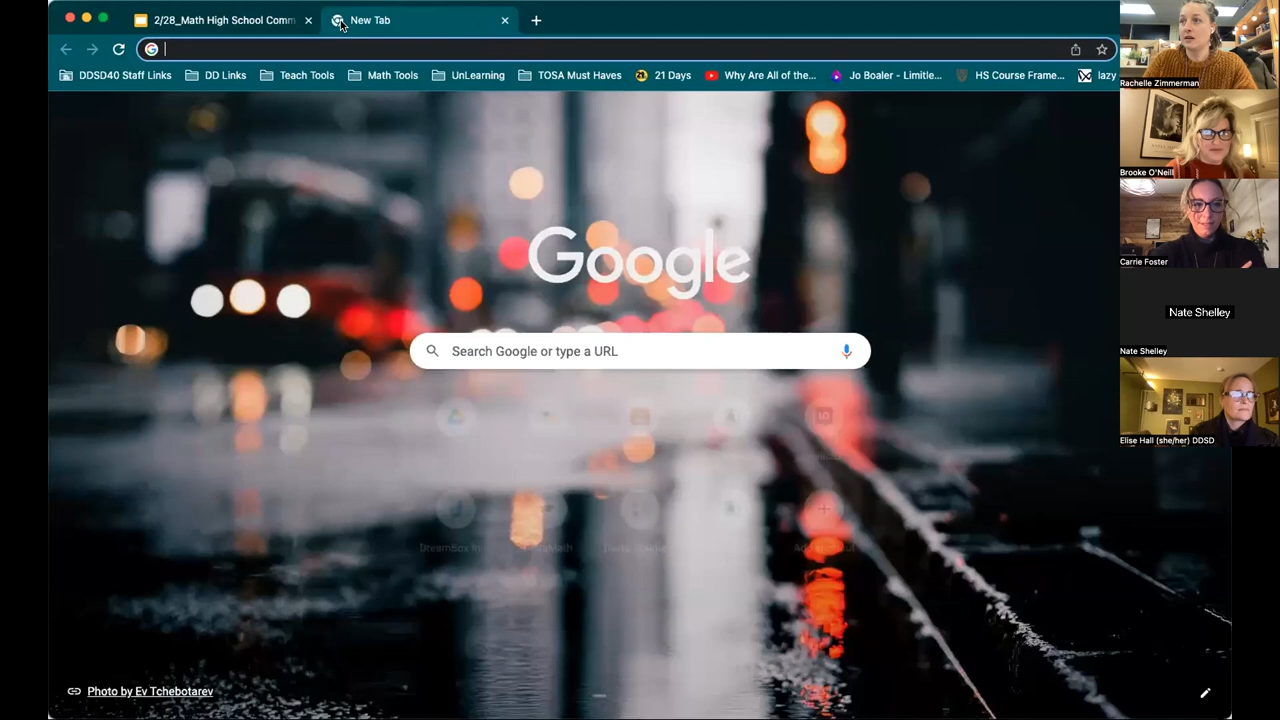 2/28_Math High School Comm
New Tab
DDSD40 Staff Links
DD Links
Teach Tools
Math Tools
UnLearning
TOSA Must Haves
21 Days
Why Are All of the...
Jo Boaler - Limitle...
HS Course Frame...
lazy
Google
Search Google or type a URL
DreamBox
Photo by Ev Tchebotarev
Rachelle Zimmerman
Brooke O'Neill
Carrie Foster
Nate Shelley
Nate Shelley
Elise Hall (she/her) DDSD